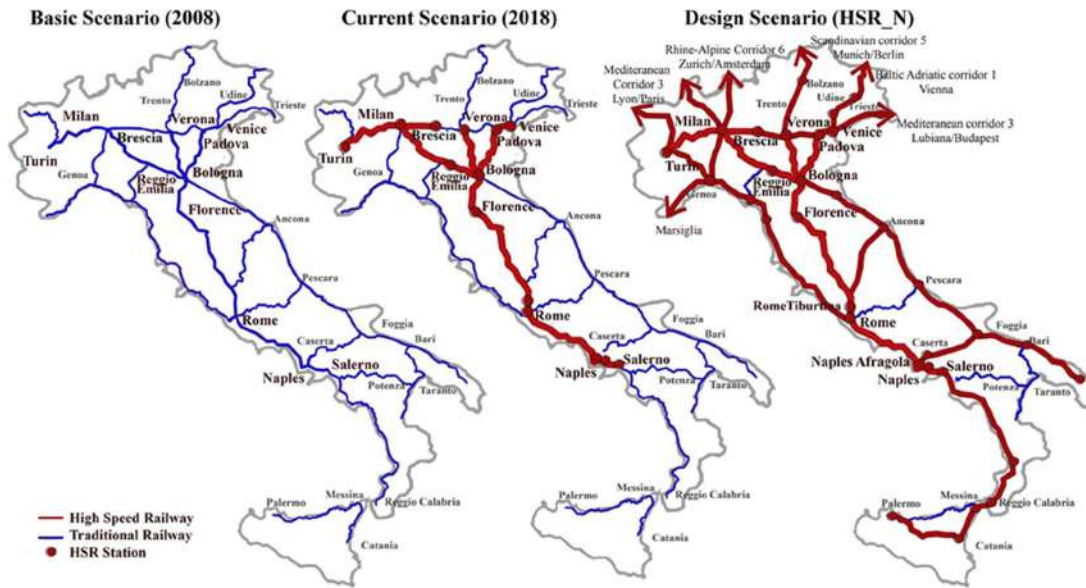 Basic Scenario (2008)
Bolzano
Trento
Udine
Trieste
Milan
Verona
Venice
Brescia
Padova
Turin
Genoa
Reggio
Emilia
Bologna
Florence
Ancona
Pescara
Rome
Foggia
Caserta
Bari
Salerno
Naples
Potenza
Taranto
Palermo
Messina
Reggio Calabria
Catania
High Speed Railway
Traditional Railway
HSR Station
Current Scenario (2018)
Bolzano
Trento
Udine
Trieste
Milan
Verona
Venice
Brescia
Padova
Turin
Genoa
Reggio
Emilia
Bologna
Florence
Ancona
Pescara
Rome
Foggia
Caserta
Bari
Salerno
Naples
Potenza
Taranto
Palermo
Messina
Reggio Calabria
Catania
Design Scenario (HSR_N)
Scandinavian corridor 5
Munich/Berlin
Rhine-Alpine Corridor 6
Zurich/Amsterdam
Mediteranean
Corridor 3
Lyon/Paris
Baltic Adriatic corridor 1
Vienna
Mediteranean corridor 3
Lubiana/Budapest
Bolzano
Trento
Udine
Trieste
Milan
Verona
Venice
Brescia
Padova
Turin
Genoa
Reggio
Emilia
Bologna
Florence
Marsiglia
Ancona
Pescara
RomeTiburtina
Rome
Foggia
Caserta
Bari
Naples Afragola
Salerno
Naples
Potenza
Taranto
Palermo
Messina
Reggio Calabria
Catania